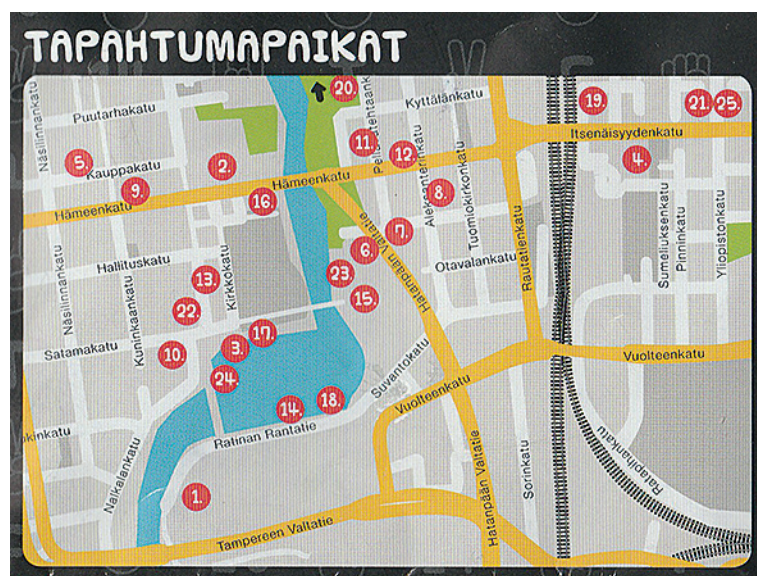 TAPAHTUMAPAIKAT
20.
19.
21.
25.
Kyttälänkatu
Puutarhakatu
Näsilinnankatu
Itsenäisyydenkatu
11.
12.
5.
Kauppakatu
2.
4.
9.
Hämeenkatu
8.
Aleksanterinkatu
Tuomiokirkonkatu
16.
Hämeenkatu
7.
6.
Hatanpään Valtatie
Rautatienkatu
Sumeliuksenkatu
Pinninkatu
Yliopistonkatu
Hallituskatu
Otavalankatu
Näsilinnankatu
Kuninkaankatu
13.
Kirkkokatu
23.
15.
22.
17.
3.
Satamakatu
10.
Vuolteenkatu
24.
Suvantokatu
18.
14.
Vuolteenkatu
Ratinan Rantatie
Nalkalankatu
Sorinkatu
Ratapihankatu
1.
Hatanpään Valtatie
Tampereen Valtatie